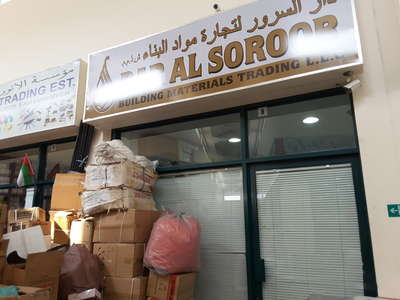 دار السرور لتجارة مواد البناء ش.ذ.م.م
DAR AL SOROOR
BUILDING MATERIALS TRADING L.L.C
TRADING EST.